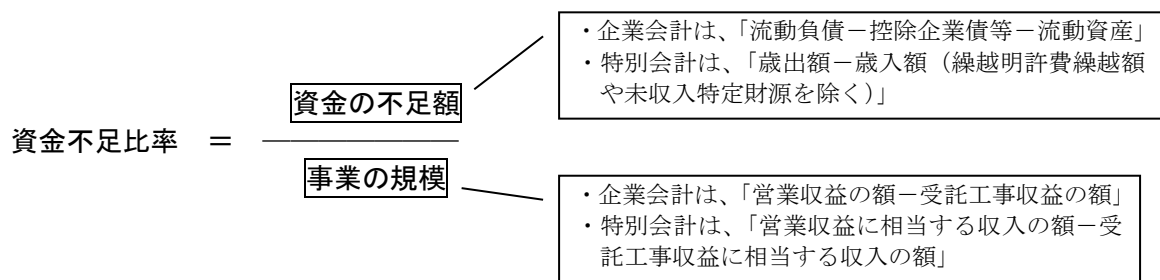 ・企業会計は、「流動負債－控除企業債等－流動資産」
・特別会計は、「歳出額－歳入額（繰越明許費繰越額
や未収入特定財源を除く）」
資金の不足額
資金不足比率 ＝
事業の規模
・企業会計は、「営業収益の額－受託工事収益の額」
・特別会計は、「営業収益に相当する収入の額－受
託工事収益に相当する収入の額」